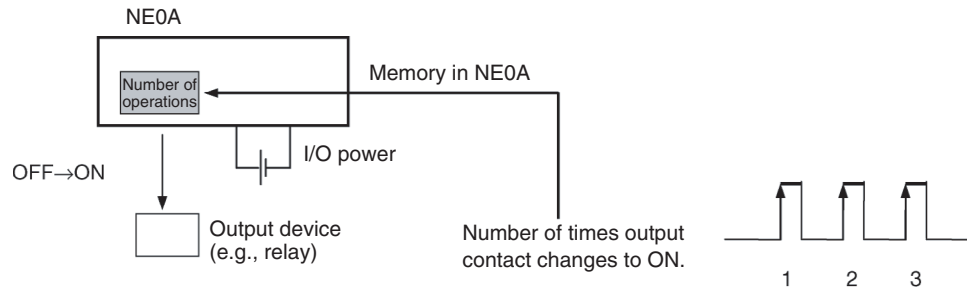 NE0A
Number of
operations
Memory in NE0A
I/O power
OFF→ON
Output device
(e.g., relay)
Number of times output
contact changes to ON.
1 2 3